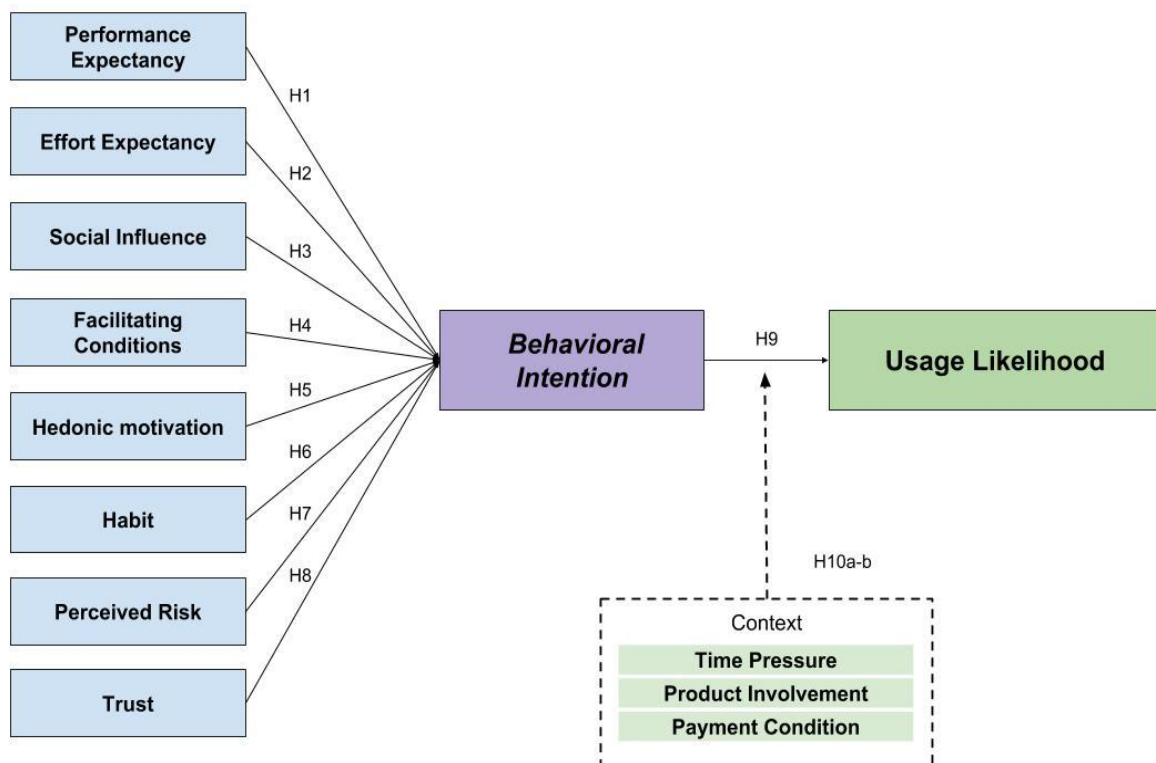 Performance
Expectancy
H1
Effort Expectancy
H2
Social Influence
H3
Facilitating
Conditions
H4
Hedonic motivation
H5
Habit
H6
Perceived Risk
H7
Trust
H8
Behavioral
Intention
H9
Usage Likelihood
H10a-b
Context
Time Pressure
Product Involvement
Payment Condition